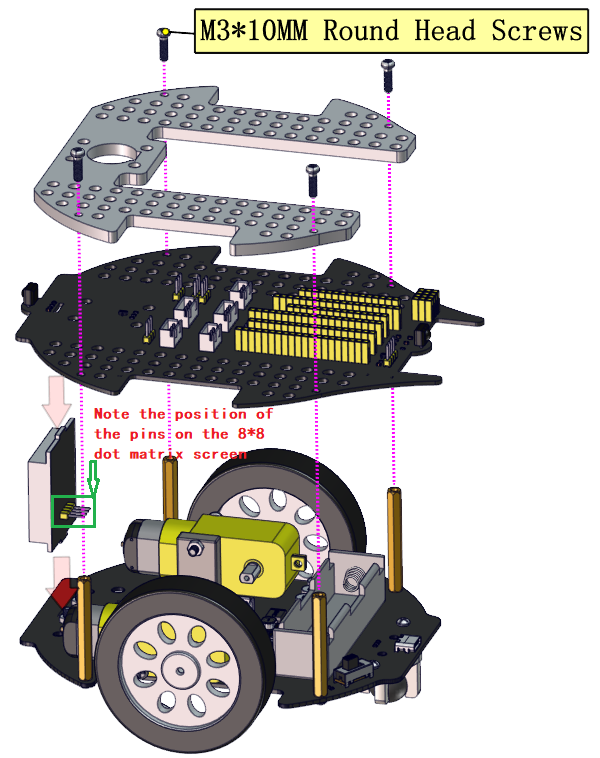 M3*10MM Round Head Screws
Note the position of
the pins on the 8*8
dot matrix screen